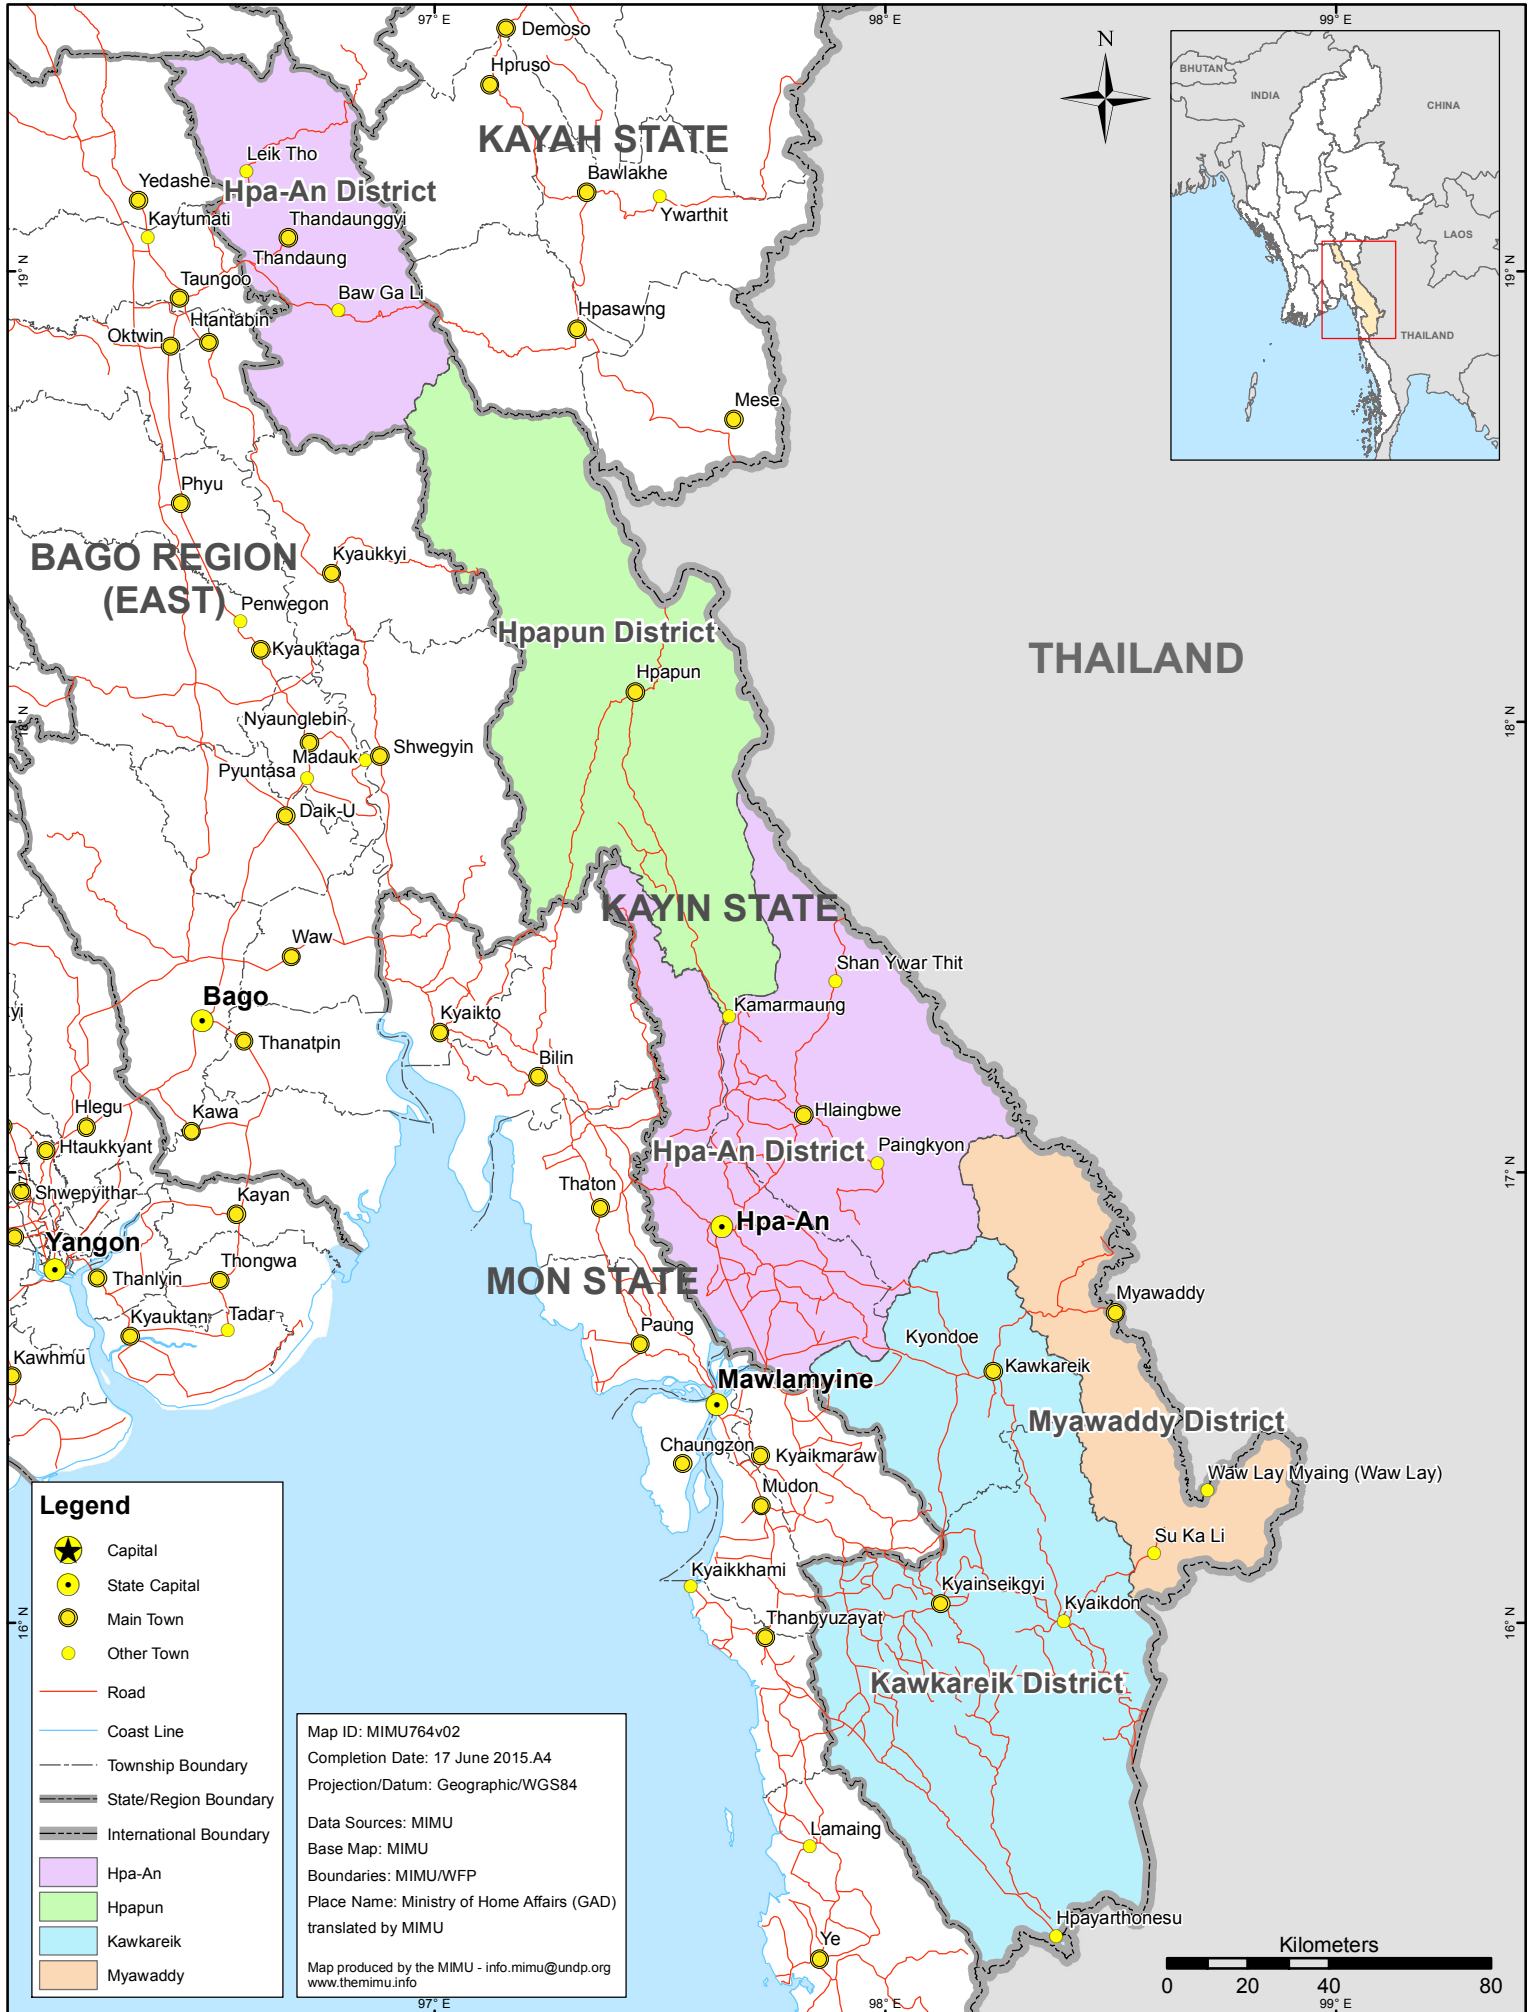 97° E
98° E
99° E
N
Demoso
Hpruso
KAYAH STATE
BHUTAN
INDIA
CHINA
LAOS
THAILAND
Leik Tho
Hpa-An District
Yedashe
Kaytumati
Thandaunggyi
Thandaung
Bawlakhe
Ywarthit
19° N
19° N
Taungoo
Baw Ga Li
Htantabin
Oktwin
Hpasawng
Mese
Phyu
BAGO REGION
(EAST)
Kyaukkyi
Penwegon
Kyauktaga
Hpapun District
Hpapun
THAILAND
18° N
18° N
Nyaunglebin
Madauk
Shwegyin
Pyuntasa
Daik-U
KAYIN STATE
Waw
Shan Ywar Thit
Bago
Kamarmaung
yi
Thanatpin
Kyaikto
Bilin
Hlegu
Kawa
Hlaingbwe
Htaukkyant
Hpa-An District
Paingkyon
17° N
17° N
Shwepyithar
Kayan
Thaton
Hpa-An
Yangon
Thanlyin
Thongwa
MON STATE
Myawaddy
Kyauktan
Tadar
Paung
Kyondoe
Kawhmu
Kawkareik
Mawlamyine
Myawaddy District
Chaungzon
Kyaikmaraw
Mudon
Waw Lay Myaing (Waw Lay)
Su Ka Li
Kyaikkhami
Kyainseikgyi
Kyaikdon
Thanbyuzayat
16° N
16° N
Kawkareik District
Lamaing
Hpayarthonesu
Ye
Legend
Capital
State Capital
Main Town
Other Town
Road
Coast Line
Township Boundary
State/Region Boundary
International Boundary
Hpa-An
Hpapun
Kawkareik
Myawaddy
Map ID: MIMU764v02
Completion Date: 17 June 2015.A4
Projection/Datum: Geographic/WGS84
Data Sources: MIMU
Base Map: MIMU
Boundaries: MIMU/WFP
Place Name: Ministry of Home Affairs (GAD)
translated by MIMU
Map produced by the MIMU - info.mimu@undp.org
www.themimu.info
Kilometers
0 20 40 80
97° E
98° E
99° E